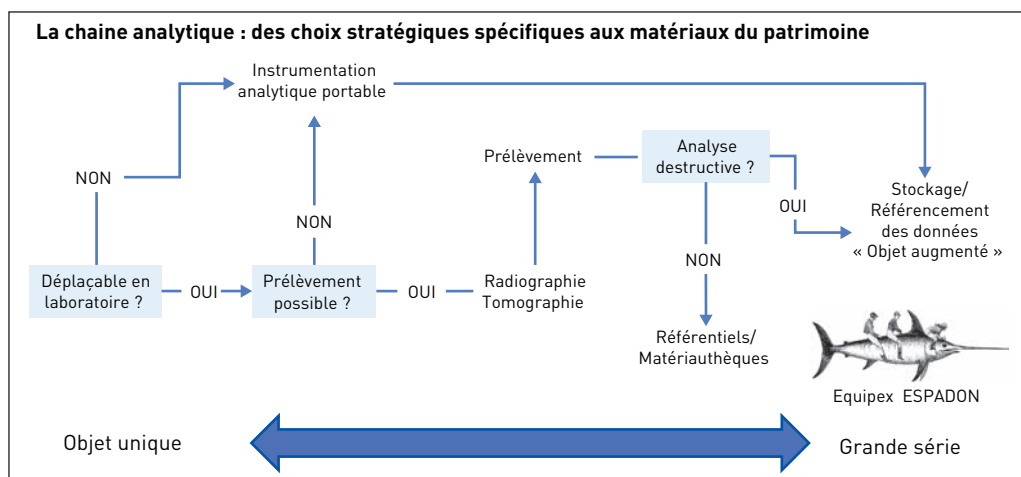 La chaine analytique : des choix stratégiques spécifiques aux matériaux du patrimoine
Instrumentation
analytique portable
Prélèvement
Analyse
destructive ?
NON
OUI
Stockage/
Référencement
des données
« Objet augmenté »
NON
NON
Déplaçable en
laboratoire ?
OUI
Prélèvement
possible ?
OUI
Radiographie
Tomographie
Référentiels/
Matériauthèques
Equipex ESPADON
Objet unique
Grande série